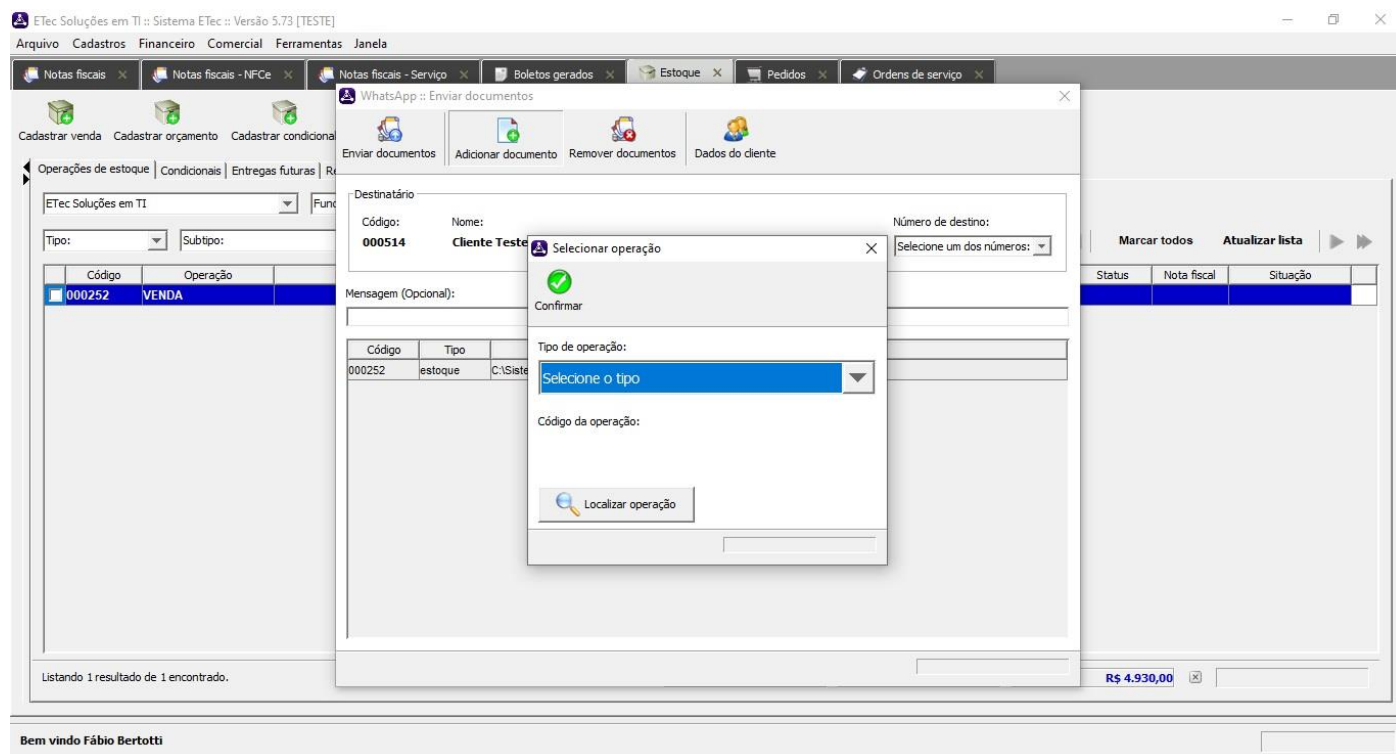 ETec Soluções em TI :: Sistema ETec :: Versão 5.73 [TESTE]
Arquivo Cadastros Financeiro Comercial Ferramentas Janela
Notas fiscais Notas fiscais - NFCe Notas fiscais - Serviço Boletos gerados Estoque Pedidos Ordens de serviço
WhatsApp :: Enviar documentos
Cadastrar venda Cadastrar orçamento Cadastrar condicional
Enviar documentos Adicionar documento Remover documentos Dados do cliente
Operações de estoque Condicionais Entregas futuras
ETec Soluções em TI
Tipo: Subtipo:
Destinatário
Código: Nome: Número de destino:
000514 Cliente Teste Selecione um dos números:
Marcar todos Atualizar lista
Código Operação Status Nota fiscal Situação
000252 VENDA
Mensagem (Opcional):
Código Tipo
000252 estoque C:\Siste
Selecionar operação
Confirmar
Tipo de operação:
Selecione o tipo
Código da operação:
Localizar operação
Listando 1 resultado de 1 encontrado.
R$ 4.930,00
Bem vindo Fábio Bertotti